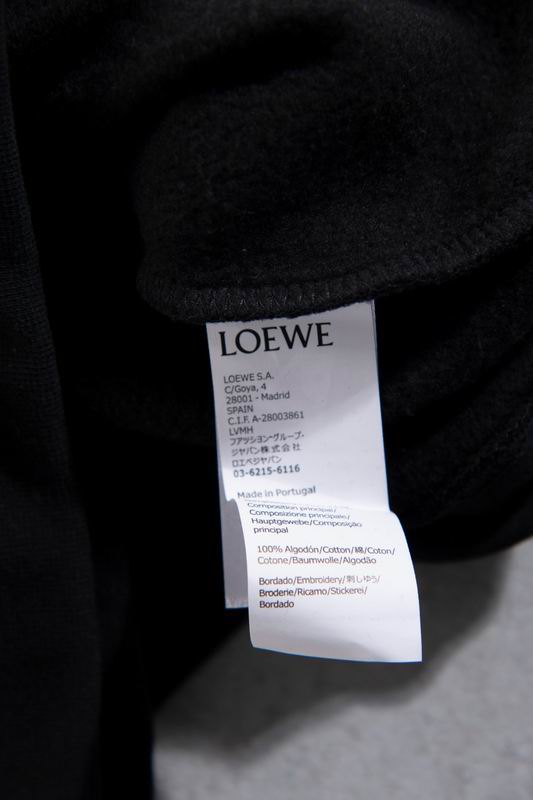 LOEWE
LOEWE S.A.
C/Goya, 4
28001 - Madrid
SPAIN
C.I.F. A-28003861
LVMH
ファッション・グループ・
ジャパン株式会社
ロエベジャパン
03-6215-6116
Made in Portugal
Composition principal/
Composizione principale/
Hauptgewebe/Composição
principal
100% Algodón/Cotton/綿/Coton/
Cotone/Baumwolle/Algodão
Bordado/Embroidery/刺しゅう/
Broderie/Ricamo/Stickerei/
Bordado